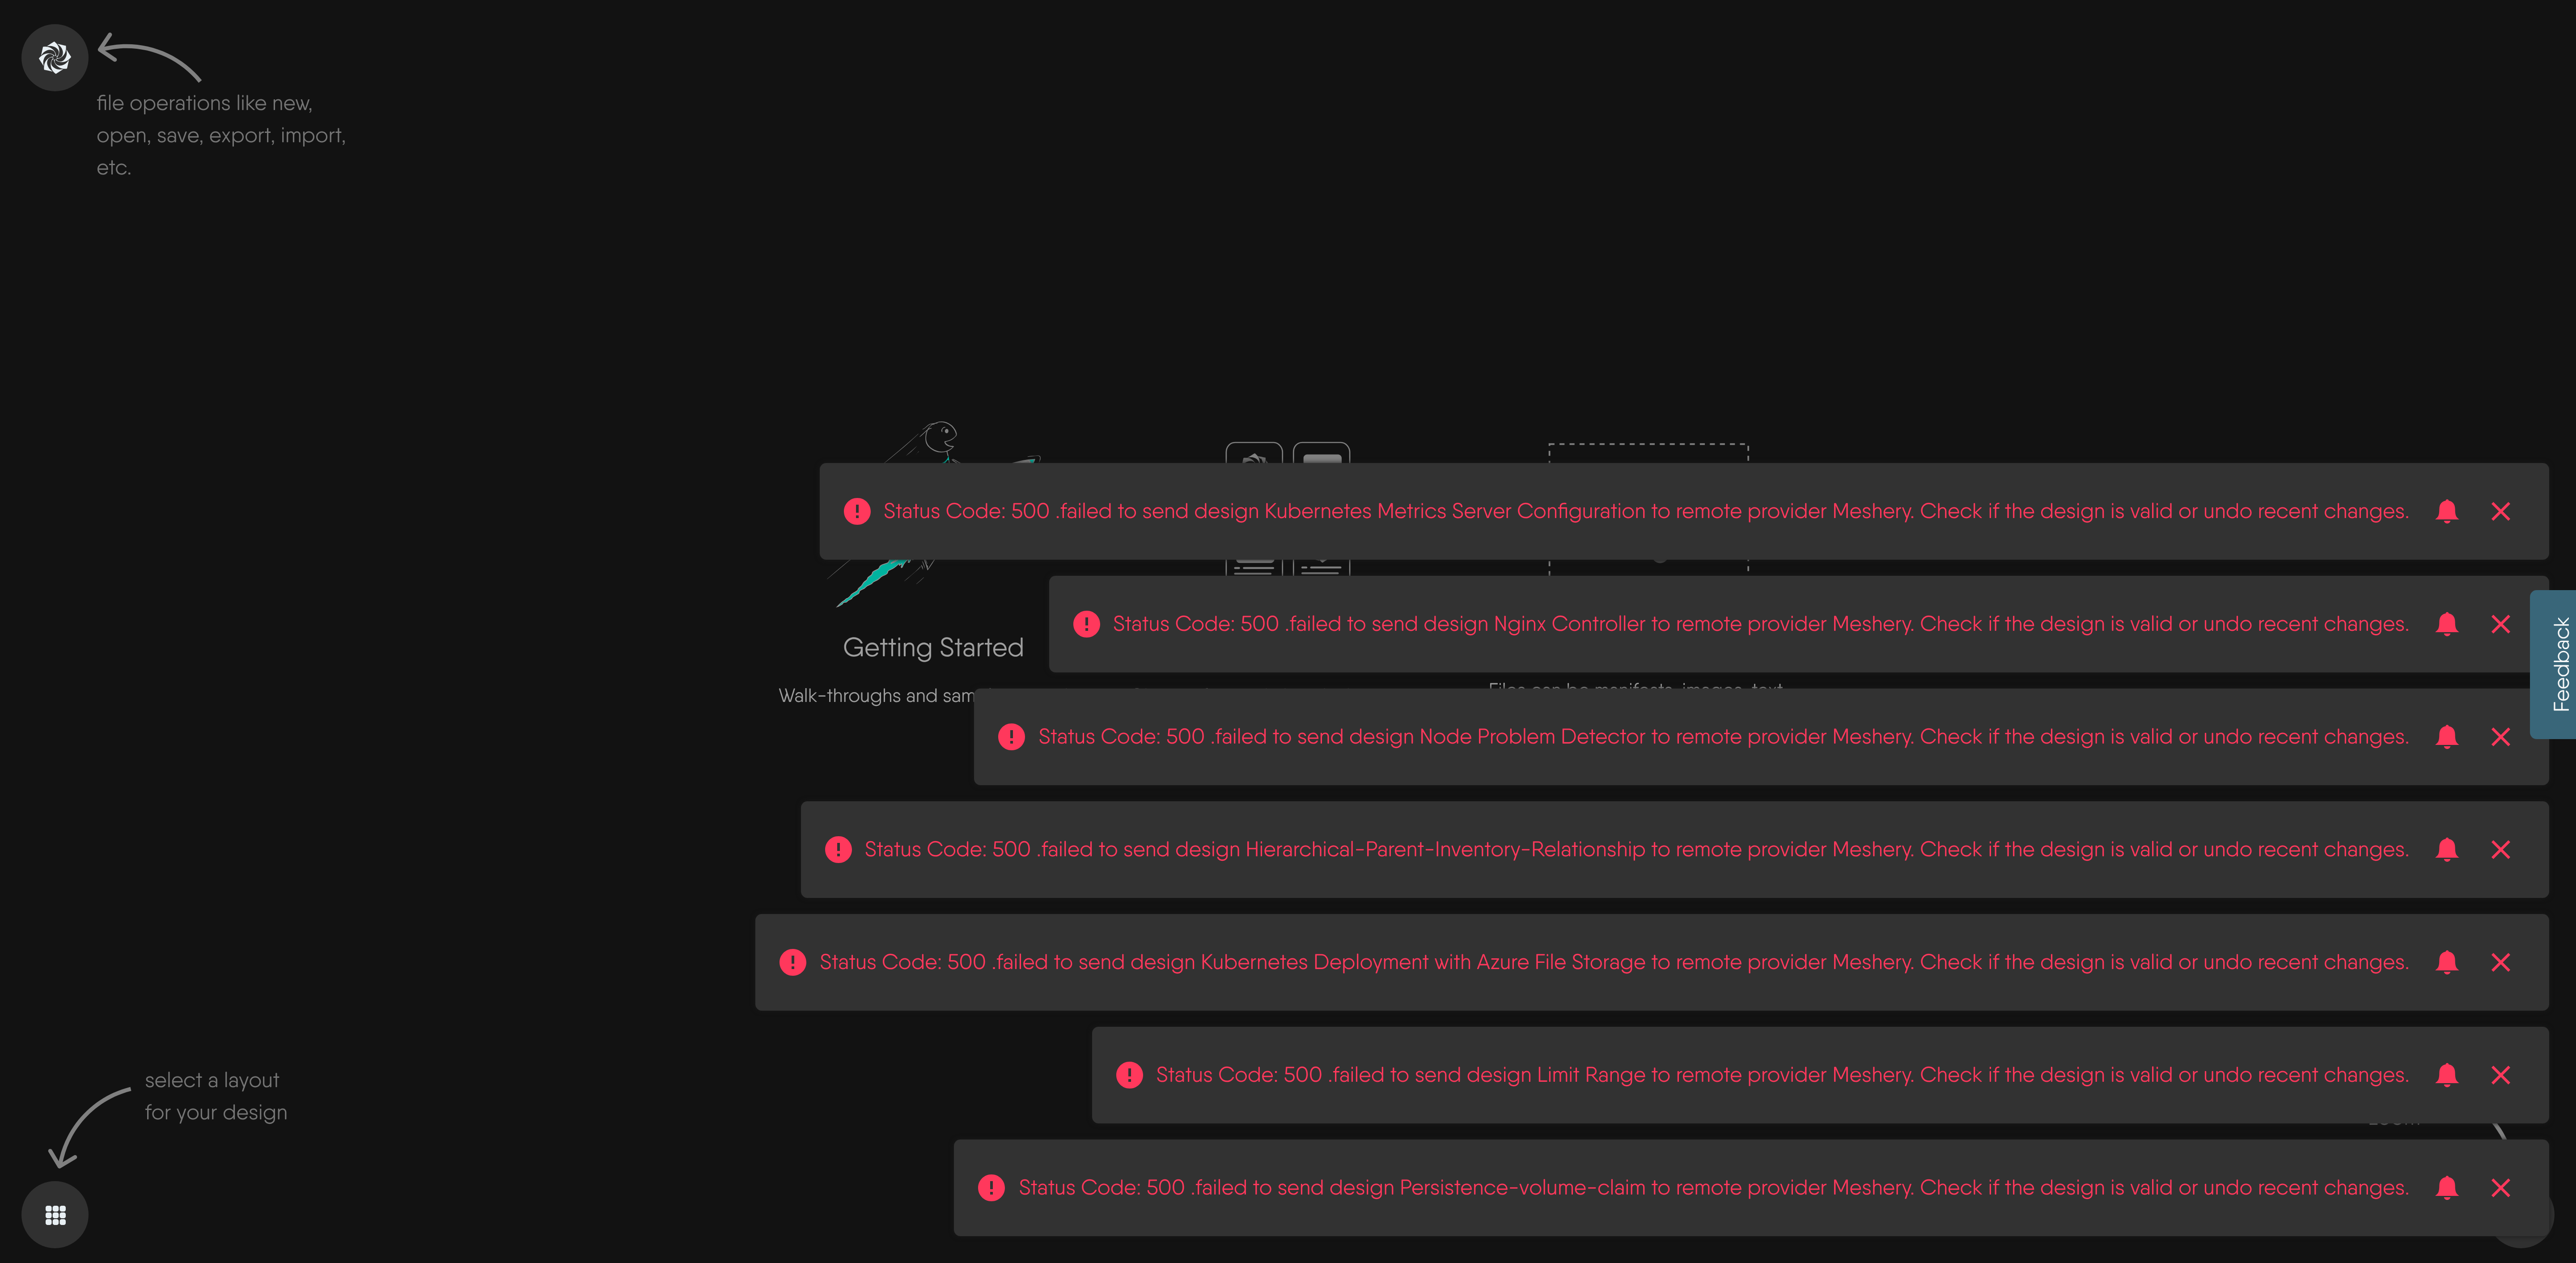 file operations like new,
open, save, export, import,
etc.
Status Code: 500 .failed to send design Kubernetes Metrics Server Configuration to remote provider Meshery. Check if the design is valid or undo recent changes.
Status Code: 500 .failed to send design Nginx Controller to remote provider Meshery. Check if the design is valid or undo recent changes.
Getting Started
Feedback
Walk-throughs and sam
Files can be manifests, images, text
Status Code: 500 .failed to send design Node Problem Detector to remote provider Meshery. Check if the design is valid or undo recent changes.
Status Code: 500 .failed to send design Hierarchical-Parent-Inventory-Relationship to remote provider Meshery. Check if the design is valid or undo recent changes.
Status Code: 500 .failed to send design Kubernetes Deployment with Azure File Storage to remote provider Meshery. Check if the design is valid or undo recent changes.
Status Code: 500 .failed to send design Limit Range to remote provider Meshery. Check if the design is valid or undo recent changes.
select a layout
for your design
Status Code: 500 .failed to send design Persistence-volume-claim to remote provider Meshery. Check if the design is valid or undo recent changes.